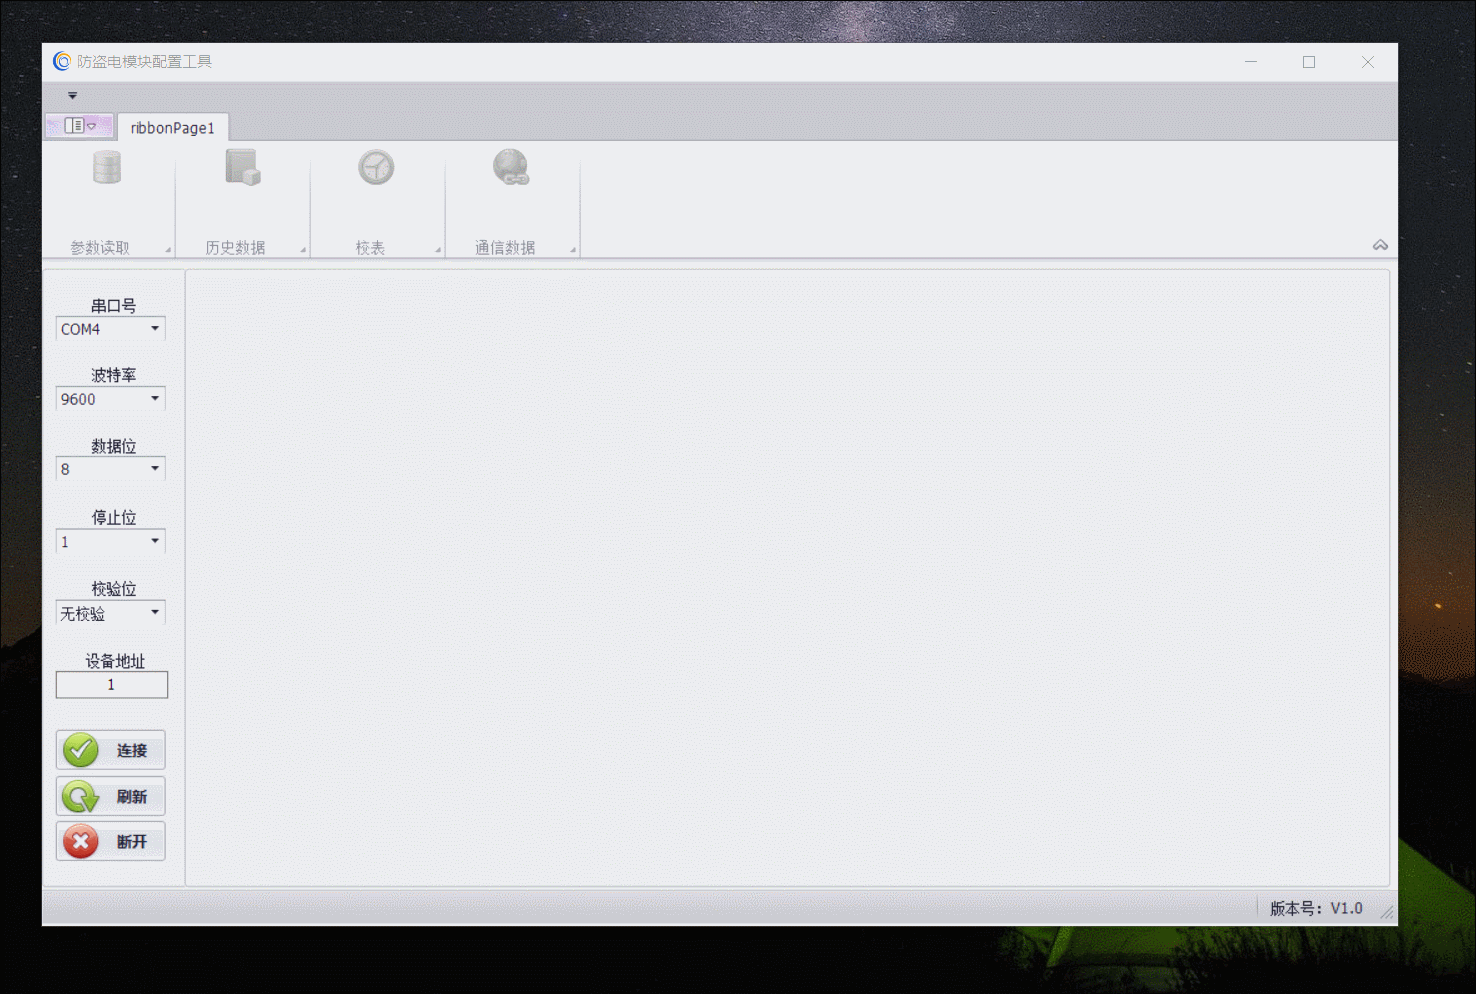 防盗电模块配置工具
ribbonPage1
参数读取
历史数据
校表
通信数据
串口号
COM4
波特率
9600
数据位
8
停止位
1
校验位
无校验
设备地址
1
连接
刷新
断开
版本号：V1.0